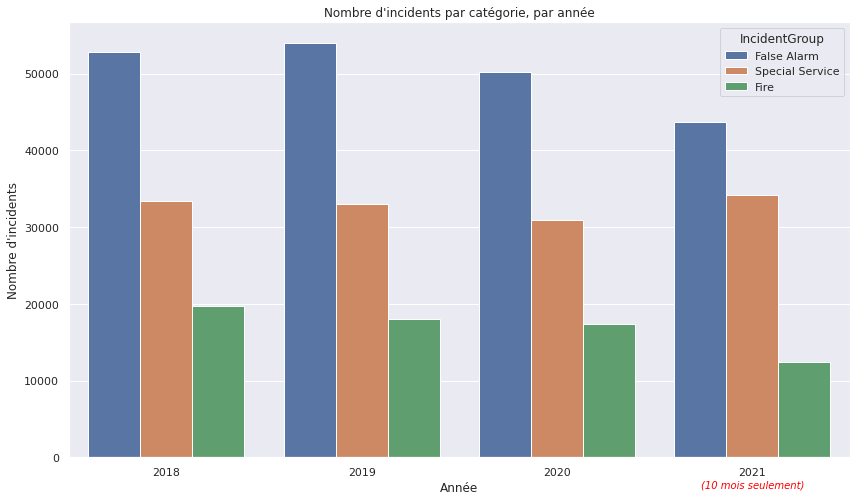 Nombre d'incidents par catégorie, par année
IncidentGroup
False Alarm
Special Service
Fire
Nombre d'incidents
50000
40000
30000
20000
10000
0
2018
2019
2020
2021
(10 mois seulement)
Année